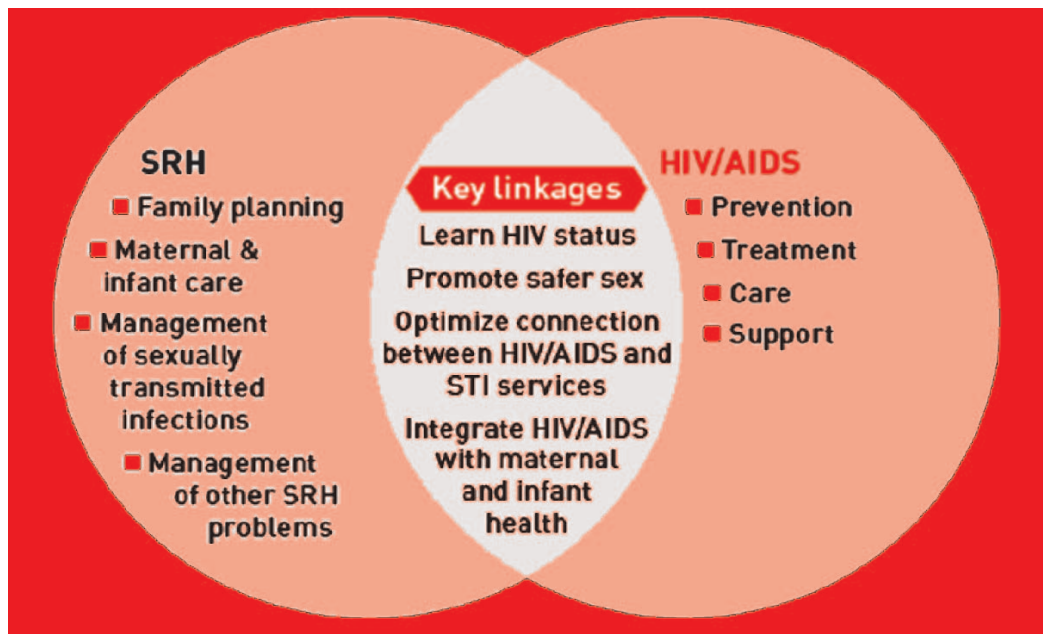 SRH
Family planning
Maternal &
infant care
Management
of sexually
transmitted
infections
Management
of other SRH
problems
Key linkages
Learn HIV status
Promote safer sex
Optimize connection
between HIV/AIDS and
STI services
Integrate HIV/AIDS
with maternal
and infant
health
HIV/AIDS
Prevention
Treatment
Care
Support